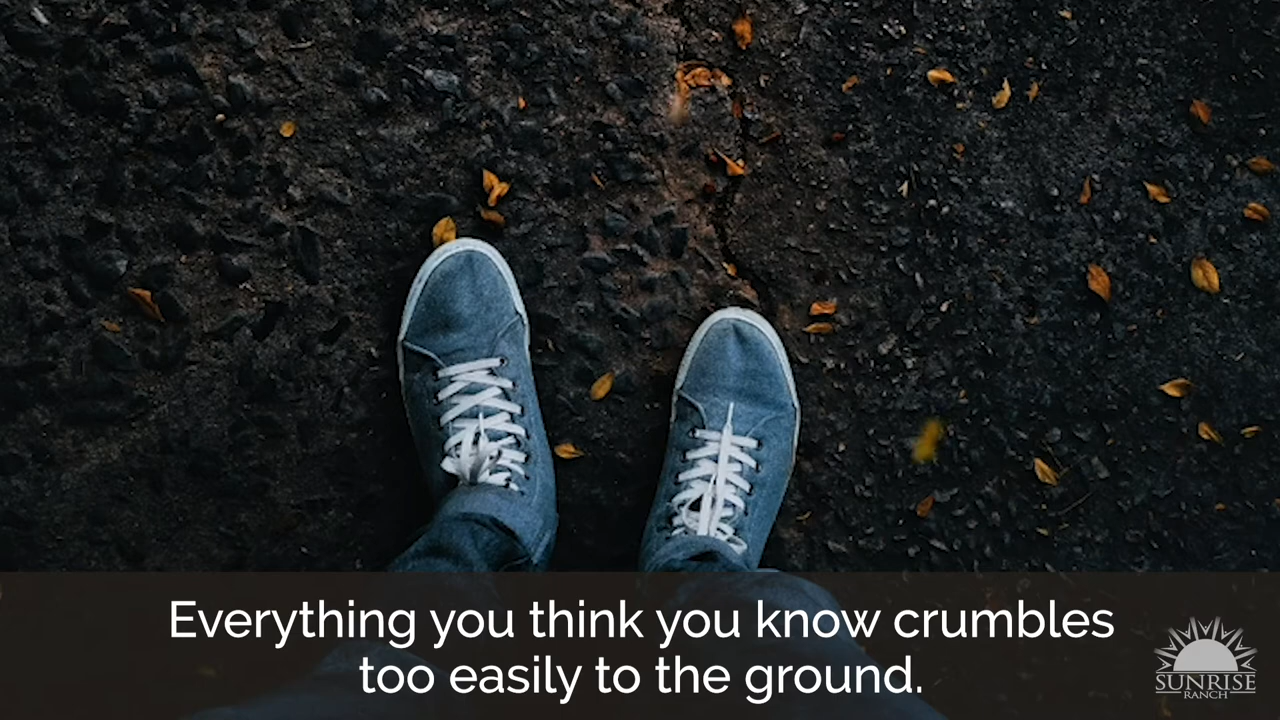 Everything you think you know crumbles
too easily to the ground.
SUNRISE
RANCH